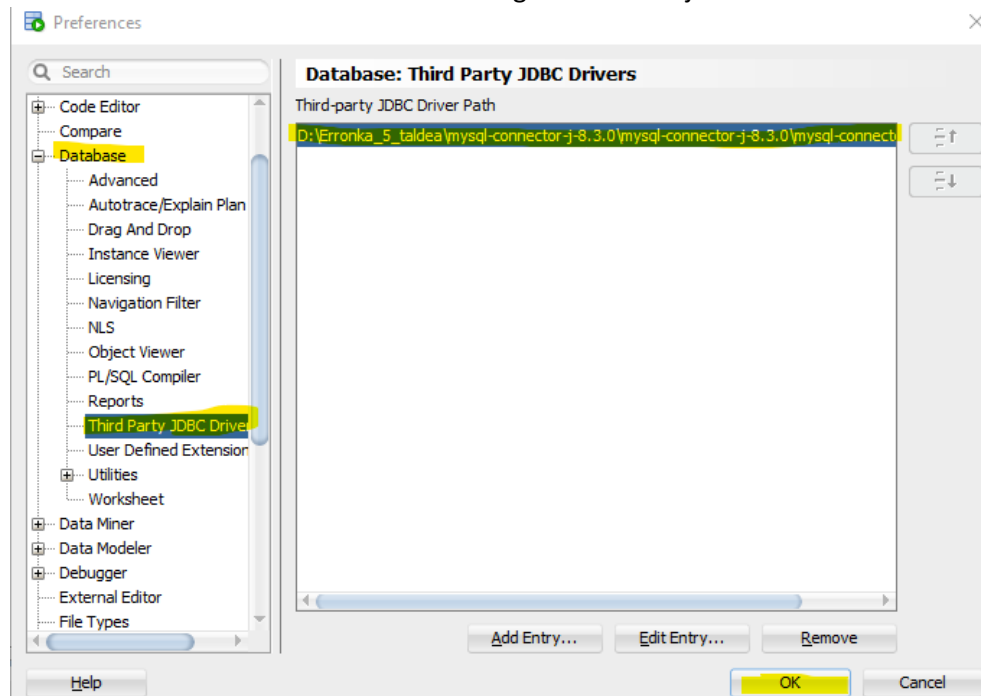 Preferences
Search
Code Editor
Compare
Database
Advanced
Autotrace/Explain Plan
Drag And Drop
Instance Viewer
Licensing
Navigation Filter
NLS
Object Viewer
PL/SQL Compiler
Reports
Third Party JDBC Drive
User Defined Extension
Utilities
Worksheet
Data Miner
Data Modeler
Debugger
External Editor
File Types
Database: Third Party JDBC Drivers
Third-party JDBC Driver Path
D:\Erronka_5_taldea\mysql-connector-j-8.3.0\mysql-connector-j-8.3.0\mysql-connect
Add Entry... Edit Entry... Remove
Help OK Cancel